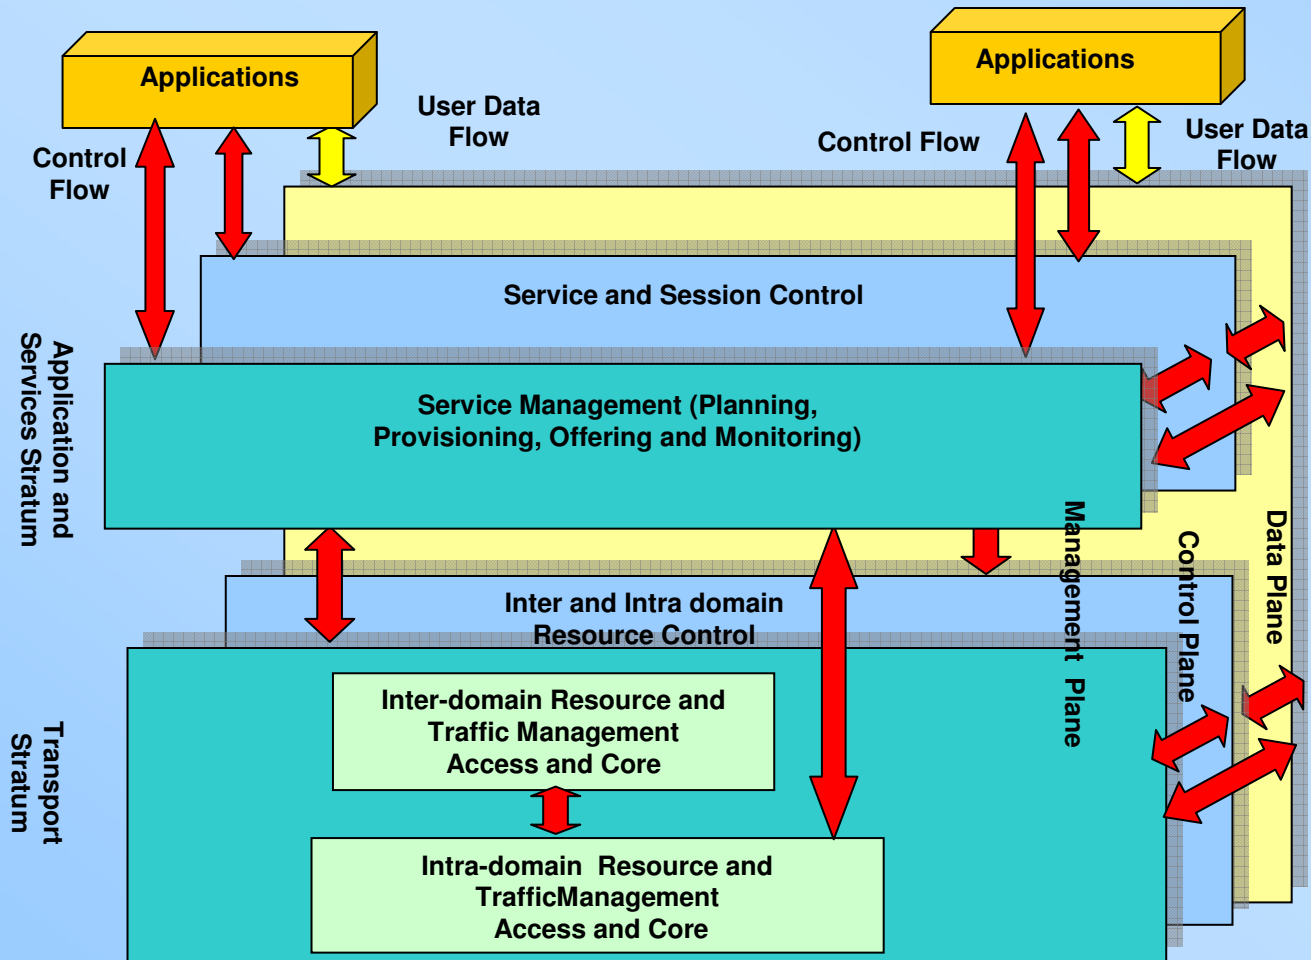 Applications
Applications
User Data
Flow
Control
Flow
Control Flow
User Data
Flow
Service and Session Control
Application and
Services Stratum
Service Management (Planning,
Provisioning, Offering and Monitoring)
Management Plane
Control Plane
Data Plane
Inter and Intra domain
Resource Control
Transport
Stratum
Inter-domain Resource and
Traffic Management
Access and Core
Intra-domain Resource and
TrafficManagement
Access and Core